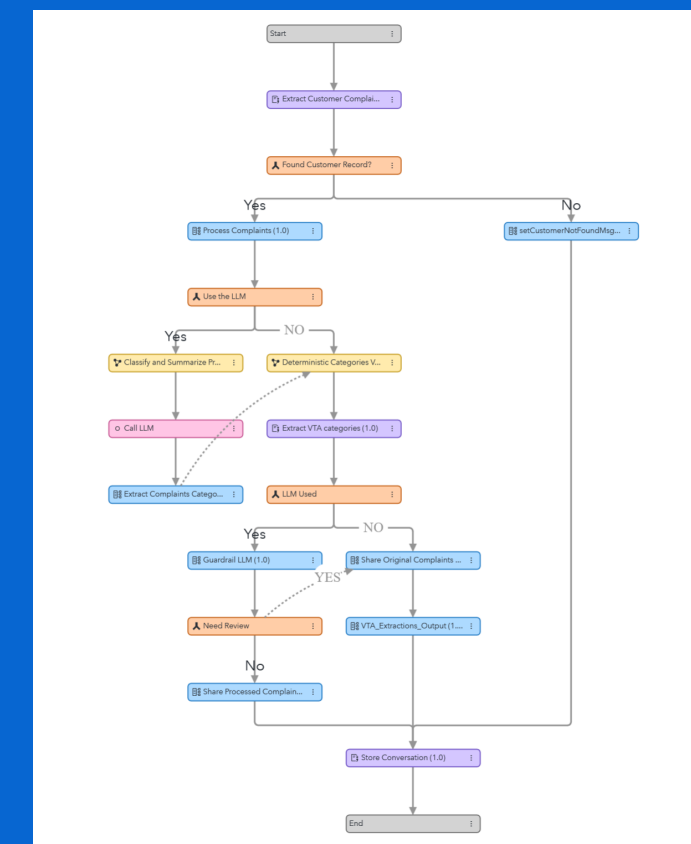 Start
Extract Customer Complai...
Found Customer Record?
Yes
No
Process Complaints (1.0)
setCustomerNotFoundMsg...
Use the LLM
Yes
NO
Classify and Summarize Pr...
Deterministic Categories V...
Call LLM
Extract VTA categories (1.0)
Extract Complaints Catego...
LLM Used
Yes
NO
Guardrail LLM (1.0)
Share Original Complaints ...
YES
Need Review
VTA_Extractions_Output (1....
No
Share Processed Complain...
Store Conversation (1.0)
End